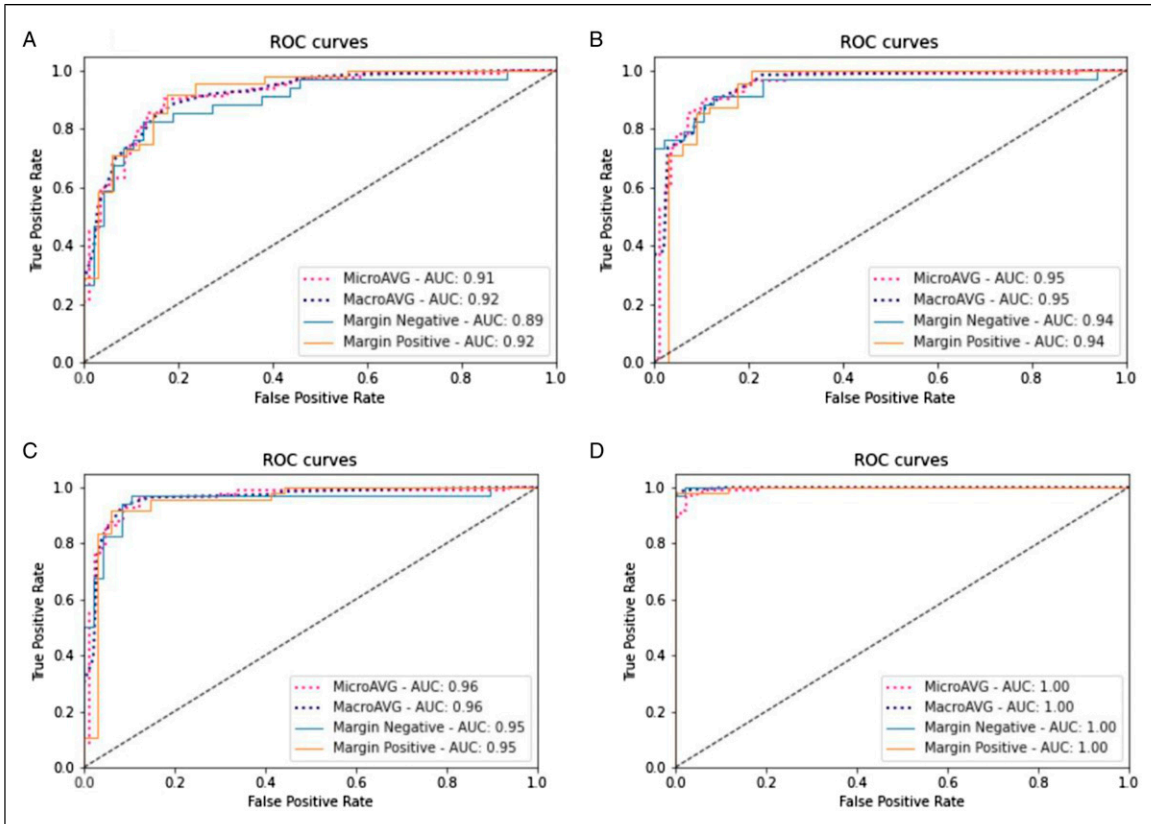 A
ROC curves
True Positive Rate
1.0
0.8
0.6
0.4
0.2
0.0
MicroAVG - AUC: 0.91
MacroAVG - AUC: 0.92
Margin Negative - AUC: 0.89
Margin Positive - AUC: 0.92
0.0 0.2 0.4 0.6 0.8 1.0
False Positive Rate
B
ROC curves
True Positive Rate
1.0
0.8
0.6
0.4
0.2
0.0
MicroAVG - AUC: 0.95
MacroAVG - AUC: 0.95
Margin Negative - AUC: 0.94
Margin Positive - AUC: 0.94
0.0 0.2 0.4 0.6 0.8 1.0
False Positive Rate
C
ROC curves
True Positive Rate
1.0
0.8
0.6
0.4
0.2
0.0
MicroAVG - AUC: 0.96
MacroAVG - AUC: 0.96
Margin Negative - AUC: 0.95
Margin Positive - AUC: 0.95
0.0 0.2 0.4 0.6 0.8 1.0
False Positive Rate
D
ROC curves
True Positive Rate
1.0
0.8
0.6
0.4
0.2
0.0
MicroAVG - AUC: 1.00
MacroAVG - AUC: 1.00
Margin Negative - AUC: 1.00
Margin Positive - AUC: 1.00
0.0 0.2 0.4 0.6 0.8 1.0
False Positive Rate